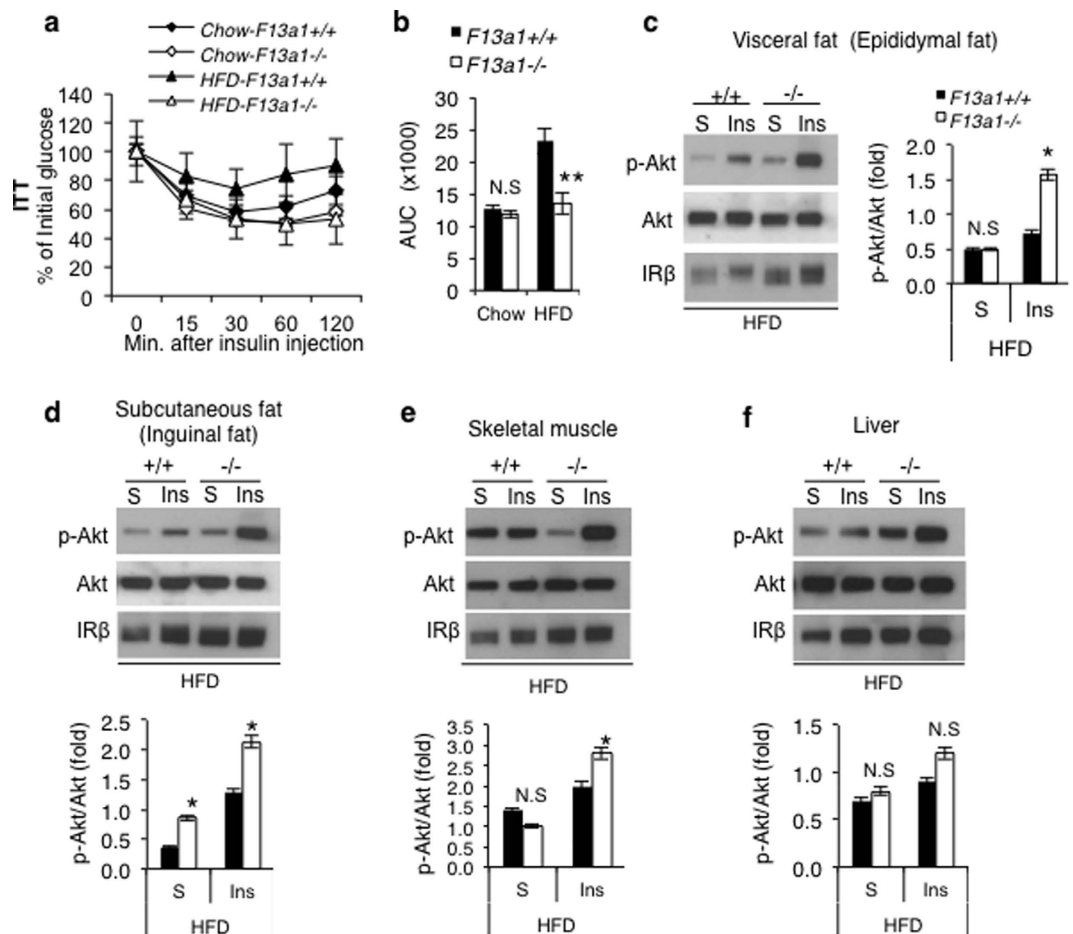 a
Chow-F13a1+/+
Chow-F13a1-/-
HFD-F13a1+/+
HFD-F13a1-/-
ITT
% of Initial glucose
140
120
100
80
60
40
20
0
0 15 30 60 120
Min. after insulin injection
b
F13a1+/+
F13a1-/-
AUC (x1000)
30
25
20
15
10
5
0
N.S
**
Chow HFD
c
Visceral fat (Epididymal fat)
+/+ -/-
S Ins S Ins
p-Akt
Akt
IRβ
HFD
F13a1+/+
F13a1-/-
p-Akt/Akt (fold)
2.0
1.5
1.0
0.5
0.0
N.S
*
S Ins
HFD
d
Subcutaneous fat
(Inguinal fat)
+/+ -/-
S Ins S Ins
p-Akt
Akt
IRβ
HFD
p-Akt/Akt (fold)
2.5
2.0
1.5
1.0
0.5
0.0
*
*
S Ins
HFD
e
Skeletal muscle
+/+ -/-
S Ins S Ins
p-Akt
Akt
IRβ
HFD
p-Akt/Akt (fold)
3.5
3.0
2.5
2.0
1.5
1.0
0.5
0.0
N.S
*
S Ins
HFD
f
Liver
+/+ -/-
S Ins S Ins
p-Akt
Akt
IRβ
HFD
p-Akt/Akt (fold)
1.5
1.0
0.5
0.0
N.S
N.S
S Ins
HFD